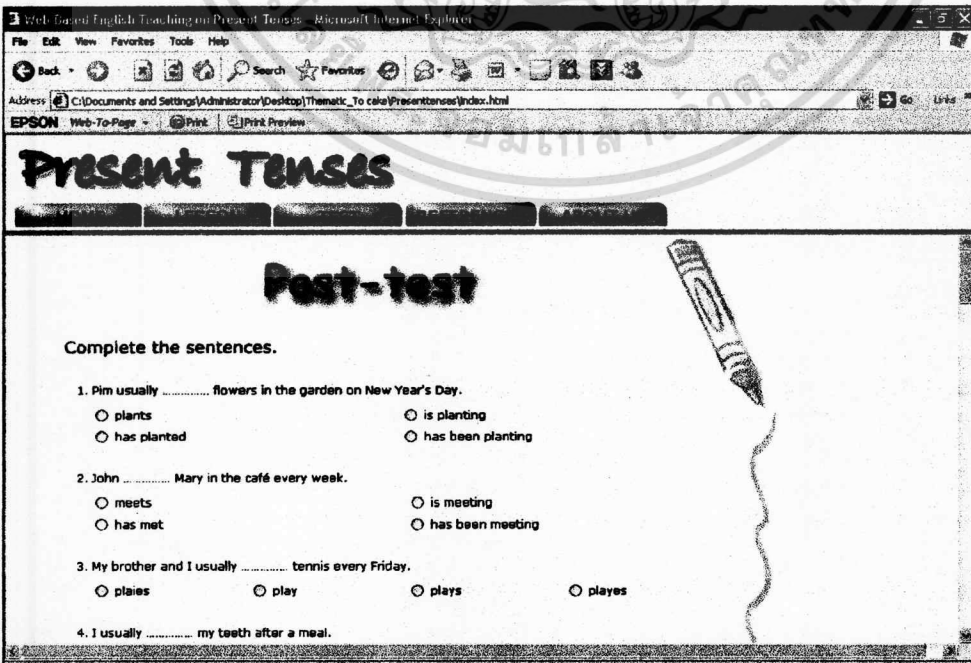 Web-Based English Teaching on Present Tenses - Microsoft Internet Explorer
File Edit View Favorites Tools Help
Back Search Favorites
Address C:\Documents and Settings\Administrator\Desktop\Thematic_To cake\Presenttenses\index.html Go Links »
EPSON Web-To-Page Print Print Preview
Present Tenses
Post-test
Complete the sentences.
1. Pim usually ............. flowers in the garden on New Year's Day.
plants is planting
has planted has been planting
2. John ............. Mary in the café every week.
meets is meeting
has met has been meeting
3. My brother and I usually ............. tennis every Friday.
plaies play plays playes
4. I usually ............. my teeth after a meal.